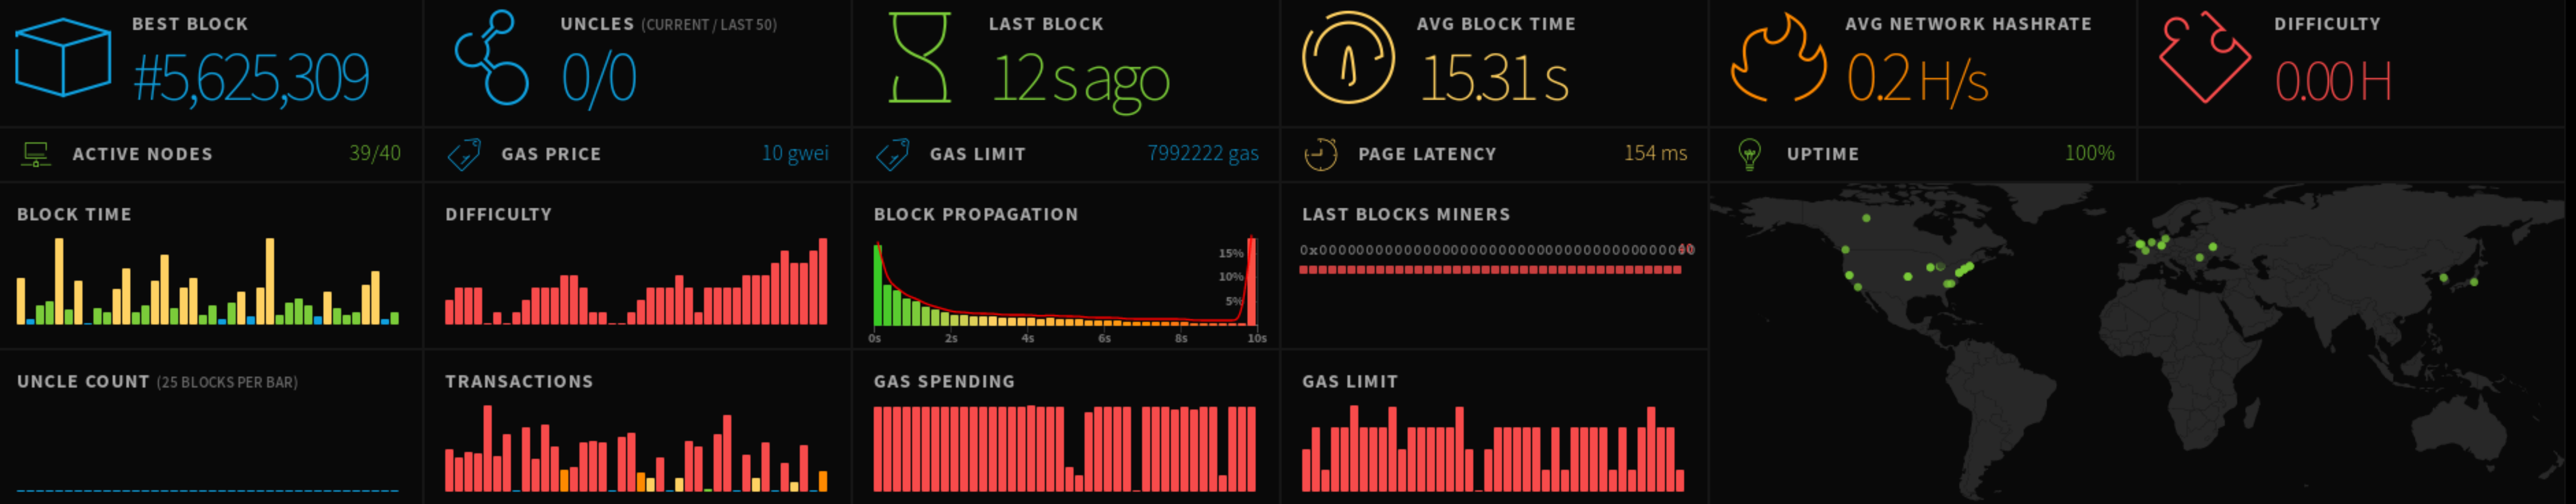 BEST BLOCK
#5,625,309
UNCLES (CURRENT / LAST 50)
0/0
LAST BLOCK
12 s ago
AVG BLOCK TIME
15.31 s
AVG NETWORK HASHRATE
0.2 H/s
DIFFICULTY
0.00 H
ACTIVE NODES 39/40
GAS PRICE 10 gwei
GAS LIMIT 7992222 gas
PAGE LATENCY 154 ms
UPTIME 100%
BLOCK TIME
DIFFICULTY
BLOCK PROPAGATION
15%
10%
5%
0s 2s 4s 6s 8s 10s
LAST BLOCKS MINERS
40
UNCLE COUNT (25 BLOCKS PER BAR)
TRANSACTIONS
GAS SPENDING
GAS LIMIT